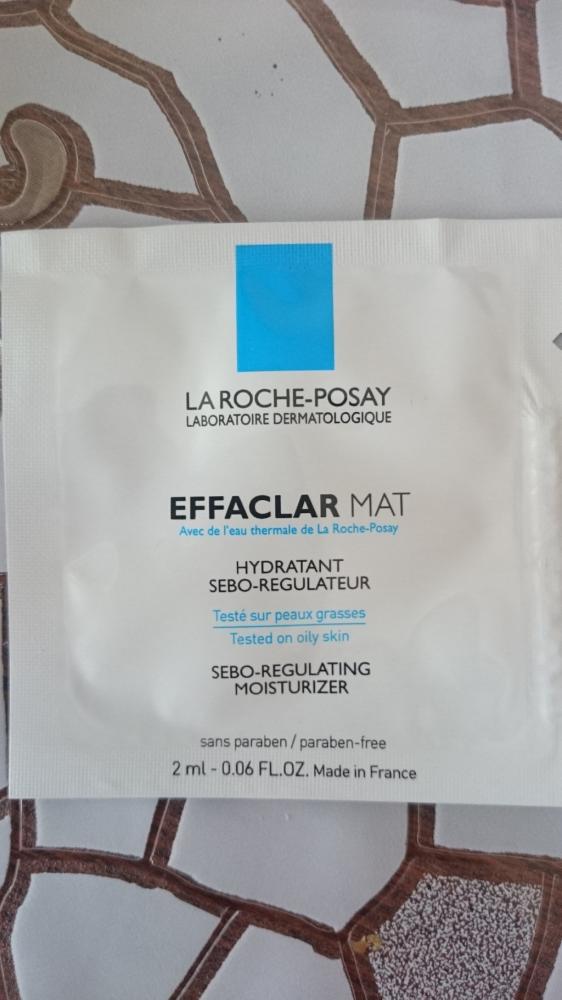 LA ROCHE-POSAY
LABORATOIRE DERMATOLOGIQUE
EFFACLAR MAT
Avec de l'eau thermale de La Roche-Posay
HYDRATANT
SEBO-REGULATEUR
Testé sur peaux grasses
Tested on oily skin
SEBO-REGULATING
MOISTURIZER
sans paraben / paraben-free
2 ml - 0.06 FL.OZ. Made in France